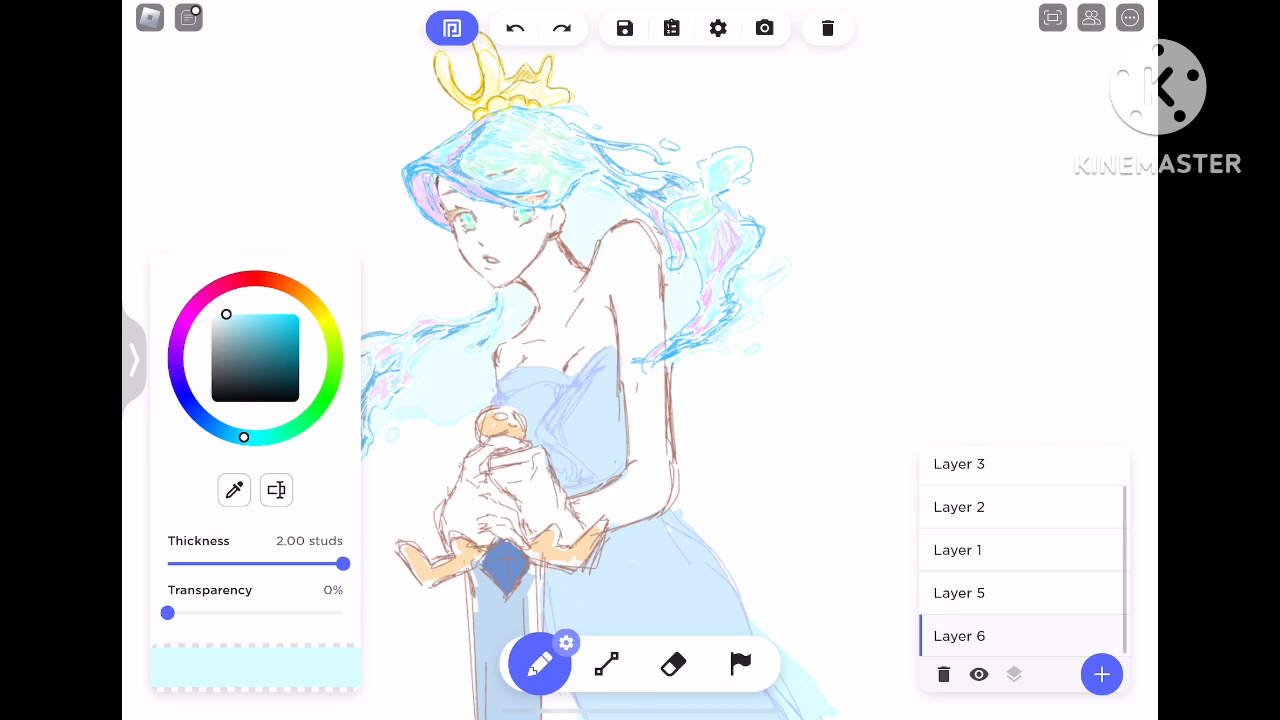 KINEMASTER
Thickness 2.00 studs
Transparency 0%
Layer 3
Layer 2
Layer 1
Layer 5
Layer 6